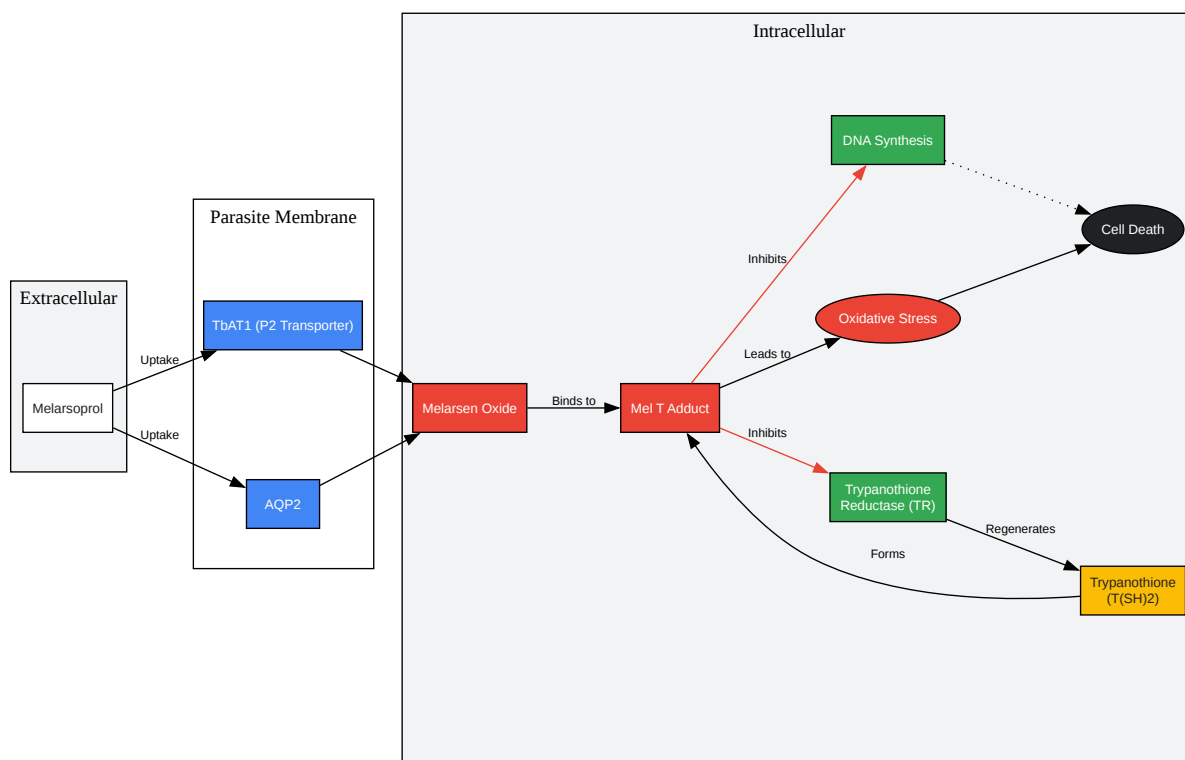 Intracellular
DNA Synthesis
Parasite Membrane
Cell Death
Inhibits
Extracellular
TbAT1 (P2 Transporter)
Oxidative Stress
Uptake
Leads to
Melarsoprol
Melarsen Oxide
Binds to
Mel T Adduct
Uptake
Inhibits
AQP2
Trypanothione
Reductase (TR)
Regenerates
Forms
Trypanothione
(T(SH)2)